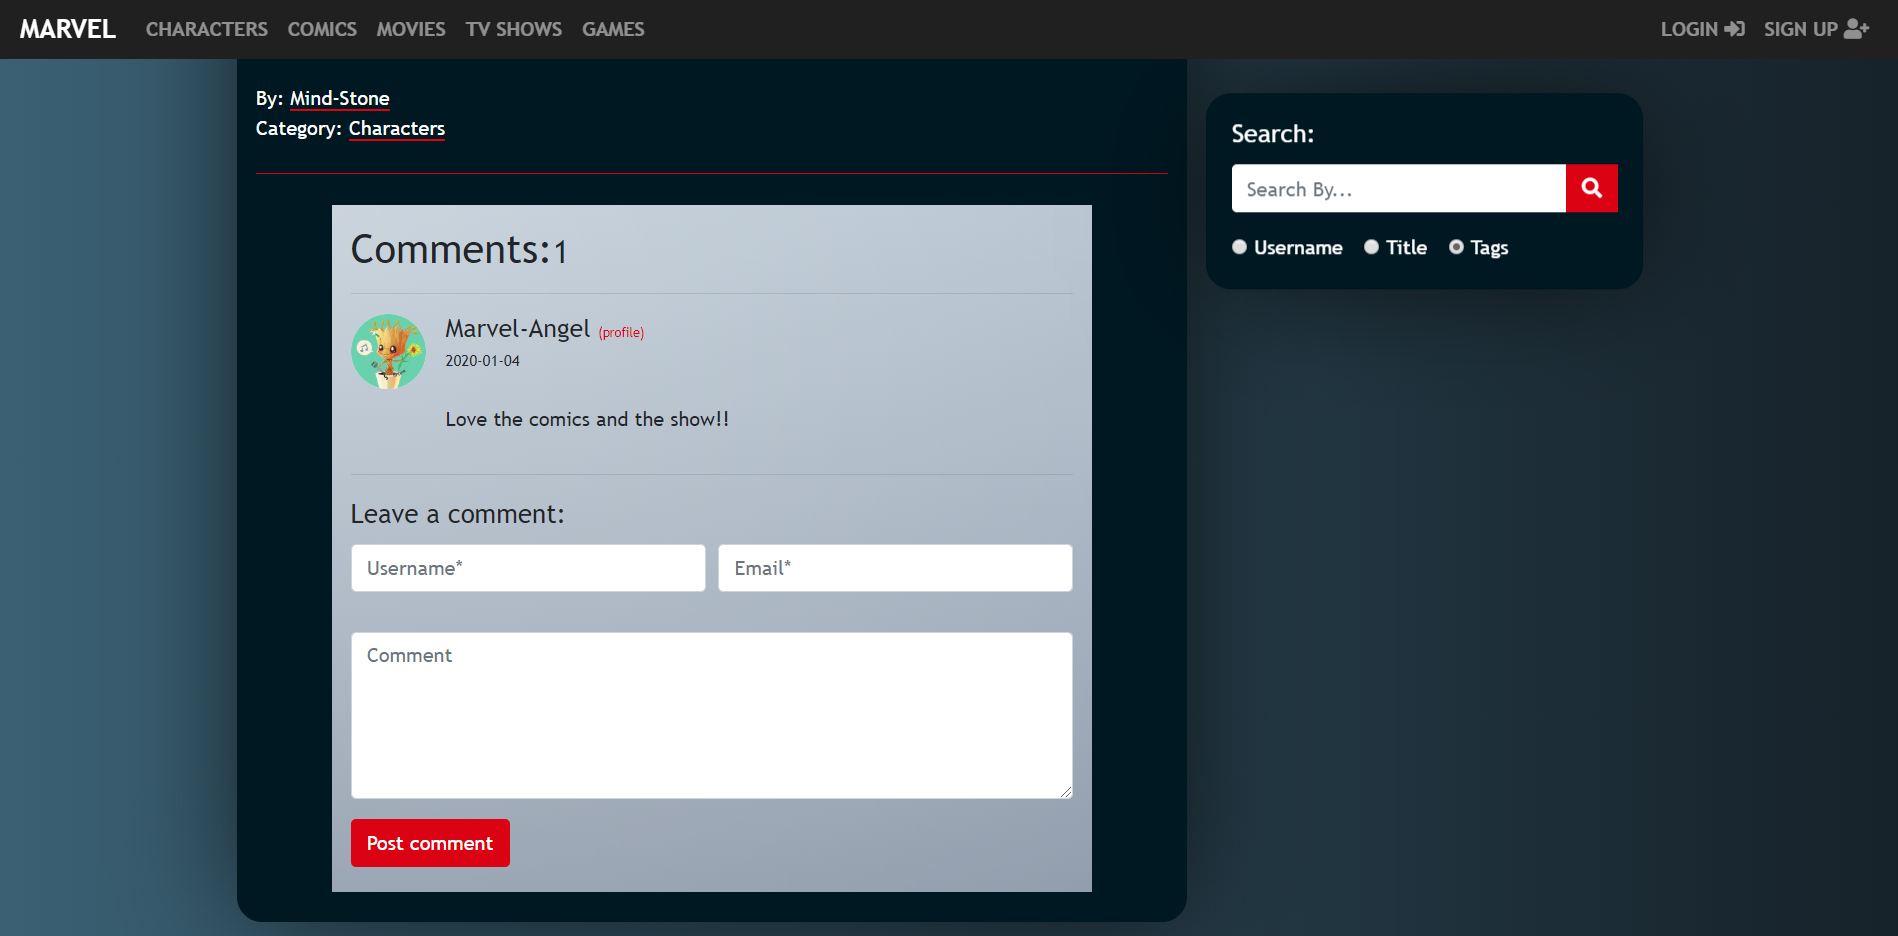 MARVEL CHARACTERS COMICS MOVIES TV SHOWS GAMES LOGIN SIGN UP
By: Mind-Stone
Category: Characters
Comments:1
Marvel-Angel (profile)
2020-01-04
Love the comics and the show!!
Leave a comment:
Username* Email*
Comment
Post comment
Search:
Search By...
Username Title Tags